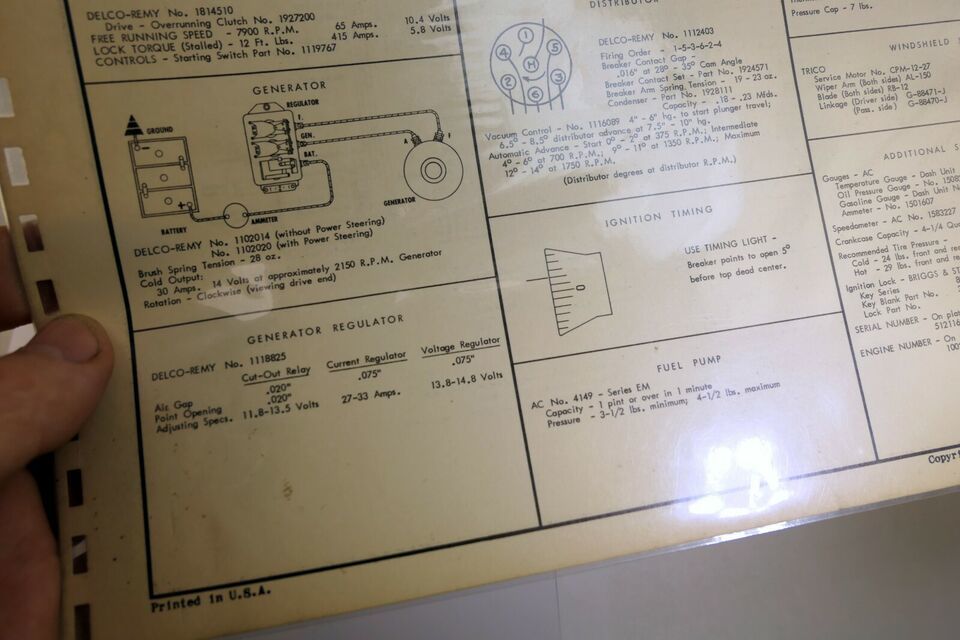 DELCO-REMY No. 1814510
Drive - Overrunning Clutch No. 1927200
FREE RUNNING SPEED - 7900 R.P.M. 65 Amps. 10.4 Volts
LOCK TORQUE (Stalled) - 12 Ft. Lbs. 415 Amps. 5.8 Volts
CONTROLS - Starting Switch Part No. 1119767
GENERATOR
REGULATOR
GROUND
F.
GEN.
BAT.
A
F
BATTERY
AMMETER
GENERATOR
DELCO-REMY No. 1102014 (without Power Steering)
No. 1102020 (with Power Steering)
Brush Spring Tension - 28 oz.
Cold Output:
30 Amps. 14 Volts at approximately 2150 R.P.M. Generator
Rotation - Clockwise (viewing drive end)
GENERATOR REGULATOR
DELCO-REMY No. 1118825
Cut-Out Relay Current Regulator Voltage Regulator
Air Gap .020" .075" .075"
Point Opening .020"
Adjusting Specs. 11.8-13.5 Volts 27-33 Amps. 13.8-14.8 Volts
Printed in U.S.A.
DISTRIBUTOR
1
5
3
6
2
4
DELCO-REMY No. 1112403
Firing Order - 1-5-3-6-2-4
Breaker Contact Gap -
.016" at 28° - 35° Cam Angle
Breaker Contact Set - Part No. 1924571
Breaker Arm Spring Tension - 19 - 23 oz.
Condenser - Part No. 1928111
Capacity - .18 - .23 Mfds.
Vacuum Control - No. 1116089 4" - 6" hg. to start plunger travel;
6.5° - 8.5° distributor advance at 7.5" - 10" hg.
Automatic Advance - Start 0° - 2° at 375 R.P.M.; Intermediate
4° - 6° at 700 R.P.M.; 9° - 11° at 1350 R.P.M.; Maximum
12° - 14° at 1750 R.P.M.
(Distributor degrees at distributor R.P.M.)
IGNITION TIMING
0
USE TIMING LIGHT -
Breaker points to open 5°
before top dead center.
FUEL PUMP
AC No. 4149 - Series EM
Capacity - 1 pint or over in 1 minute
Pressure - 3-1/2 lbs. minimum; 4-1/2 lbs. maximum
Pressure Cap - 7 lbs.
WINDSHIELD
TRICO
Service Motor No. CPM-12-27
Wiper Arm (Both sides) AL-150
Blade (Both sides) RB-12
Linkage (Driver side) G-88471-J
(Pass. side) G-88470-J
ADDITIONAL
Gauges - AC
Temperature Gauge - Dash Unit
Oil Pressure Gauge - No.
Gasoline Gauge - Dash Unit
Ammeter - No. 1501607
Speedometer - AC No. 1583227
Crankcase Capacity - 4-1/4
Recommended Tire Pressure -
Cold - 24 lbs. front and
Hot - 29 lbs. front and
Ignition Lock - BRIGGS &
Key Series
Key Blank Part No.
Lock Part No.
SERIAL NUMBER - On
ENGINE NUMBER - On